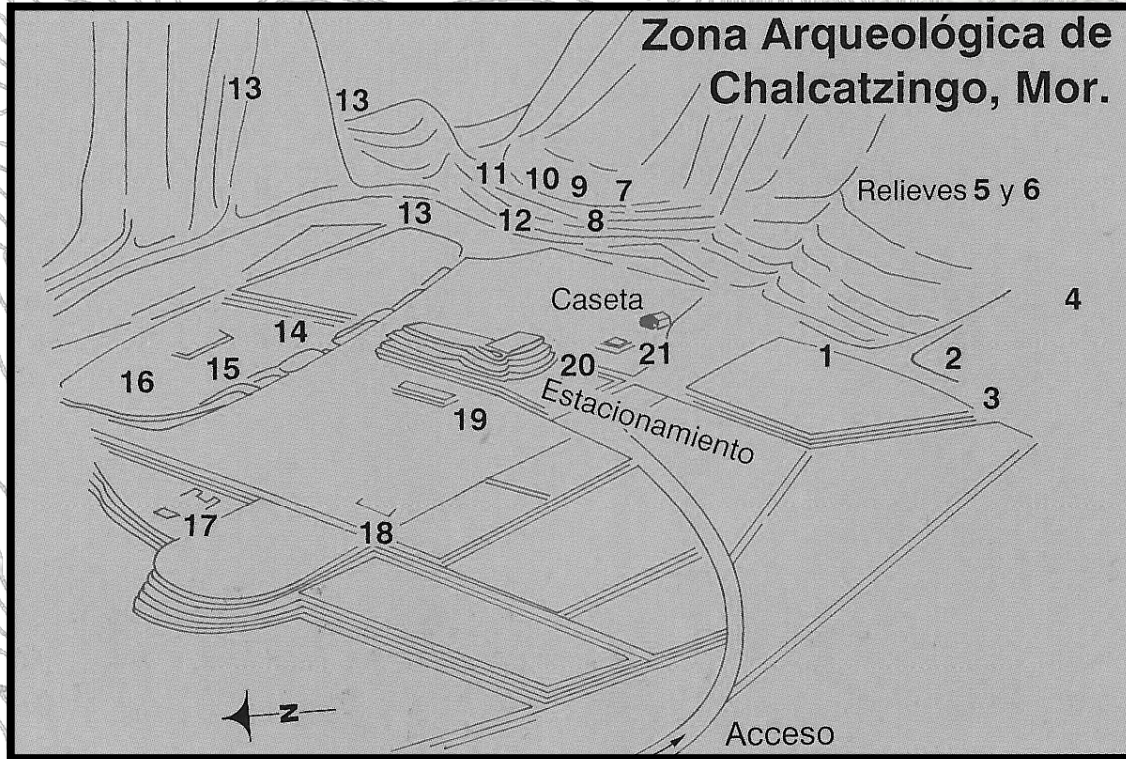 Zona Arqueológica de
Chalcatzingo, Mor.
13
13
11 10 9 7
Relieves 5 y 6
13
12
8
Caseta
4
14
15
16
20
21
1
2
3
19
Estacionamiento
17
18
N
Acceso